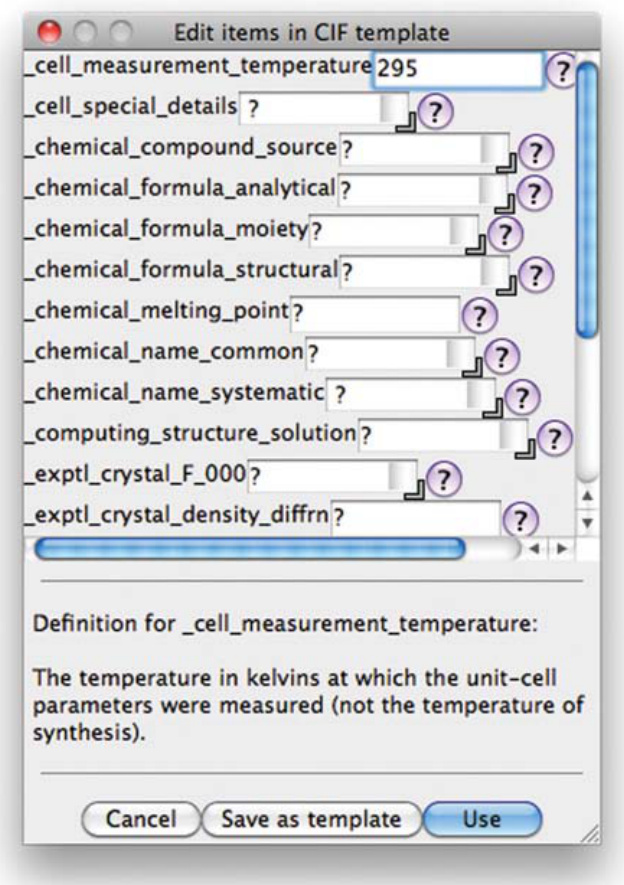 Edit items in CIF template
_cell_measurement_temperature 295 ?
_cell_special_details ? ?
_chemical_compound_source ? ?
_chemical_formula_analytical ? ?
_chemical_formula_moiety ? ?
_chemical_formula_structural ? ?
_chemical_melting_point ? ?
_chemical_name_common ? ?
_chemical_name_systematic ? ?
_computing_structure_solution ? ?
_exptl_crystal_F_000 ? ?
_exptl_crystal_density_diffrn ? ?
Definition for _cell_measurement_temperature:
The temperature in kelvins at which the unit-cell
parameters were measured (not the temperature of
synthesis).
Cancel Save as template Use